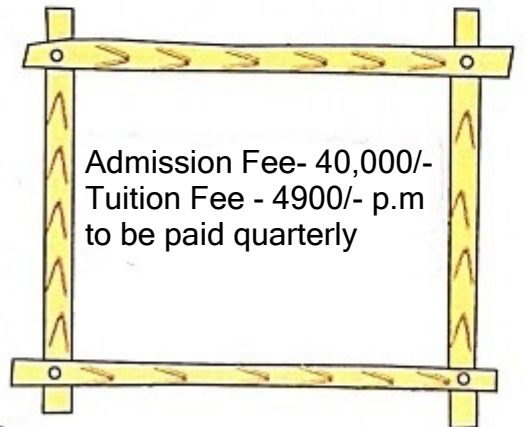 Admission Fee- 40,000/-
Tuition Fee - 4900/- p.m
to be paid quarterly